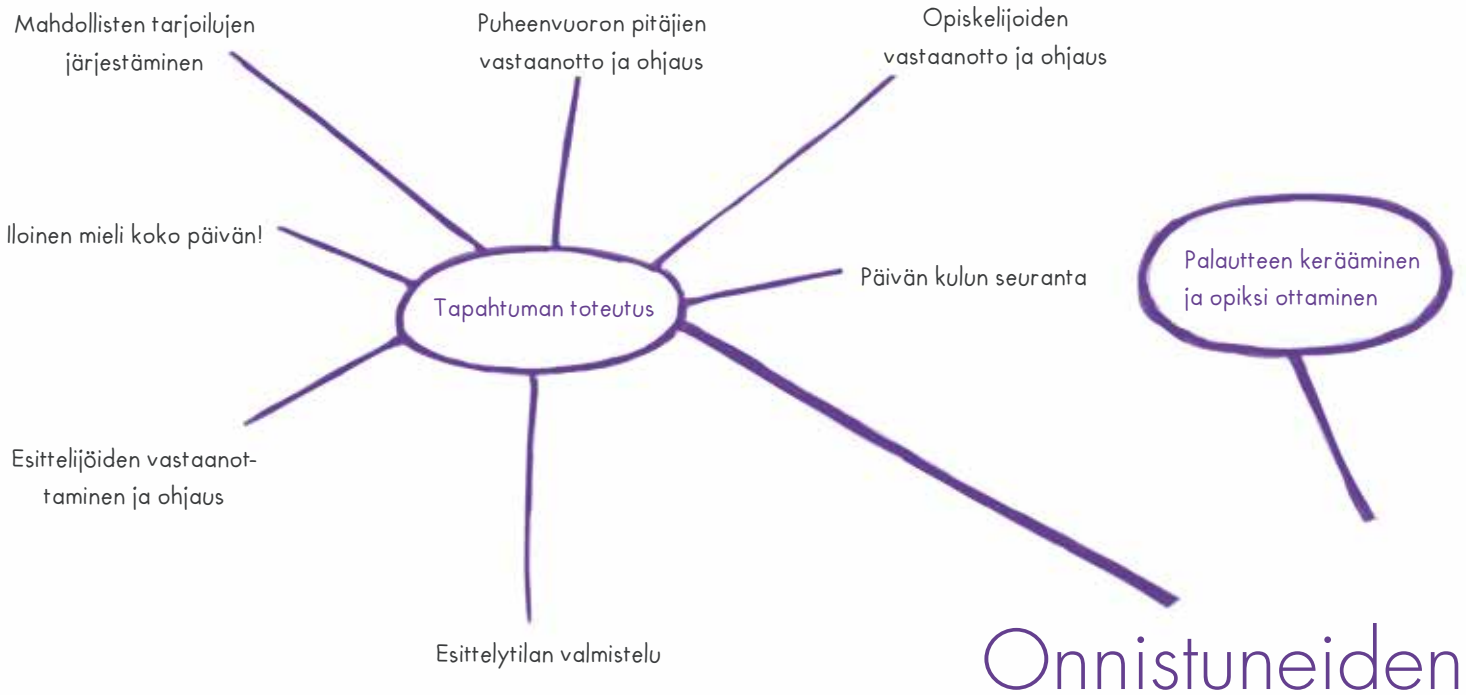 Mahdollisten tarjoilujen
järjestäminen
Puheenvuoron pitäjien
vastaanotto ja ohjaus
Opiskelijoiden
vastaanotto ja ohjaus
Iloinen mieli koko päivän!
Tapahtuman toteutus
Päivän kulun seuranta
Palautteen kerääminen
ja opiksi ottaminen
Esittelijöiden vastaanot-
taminen ja ohjaus
Esittelytilan valmistelu
Onnistuneiden